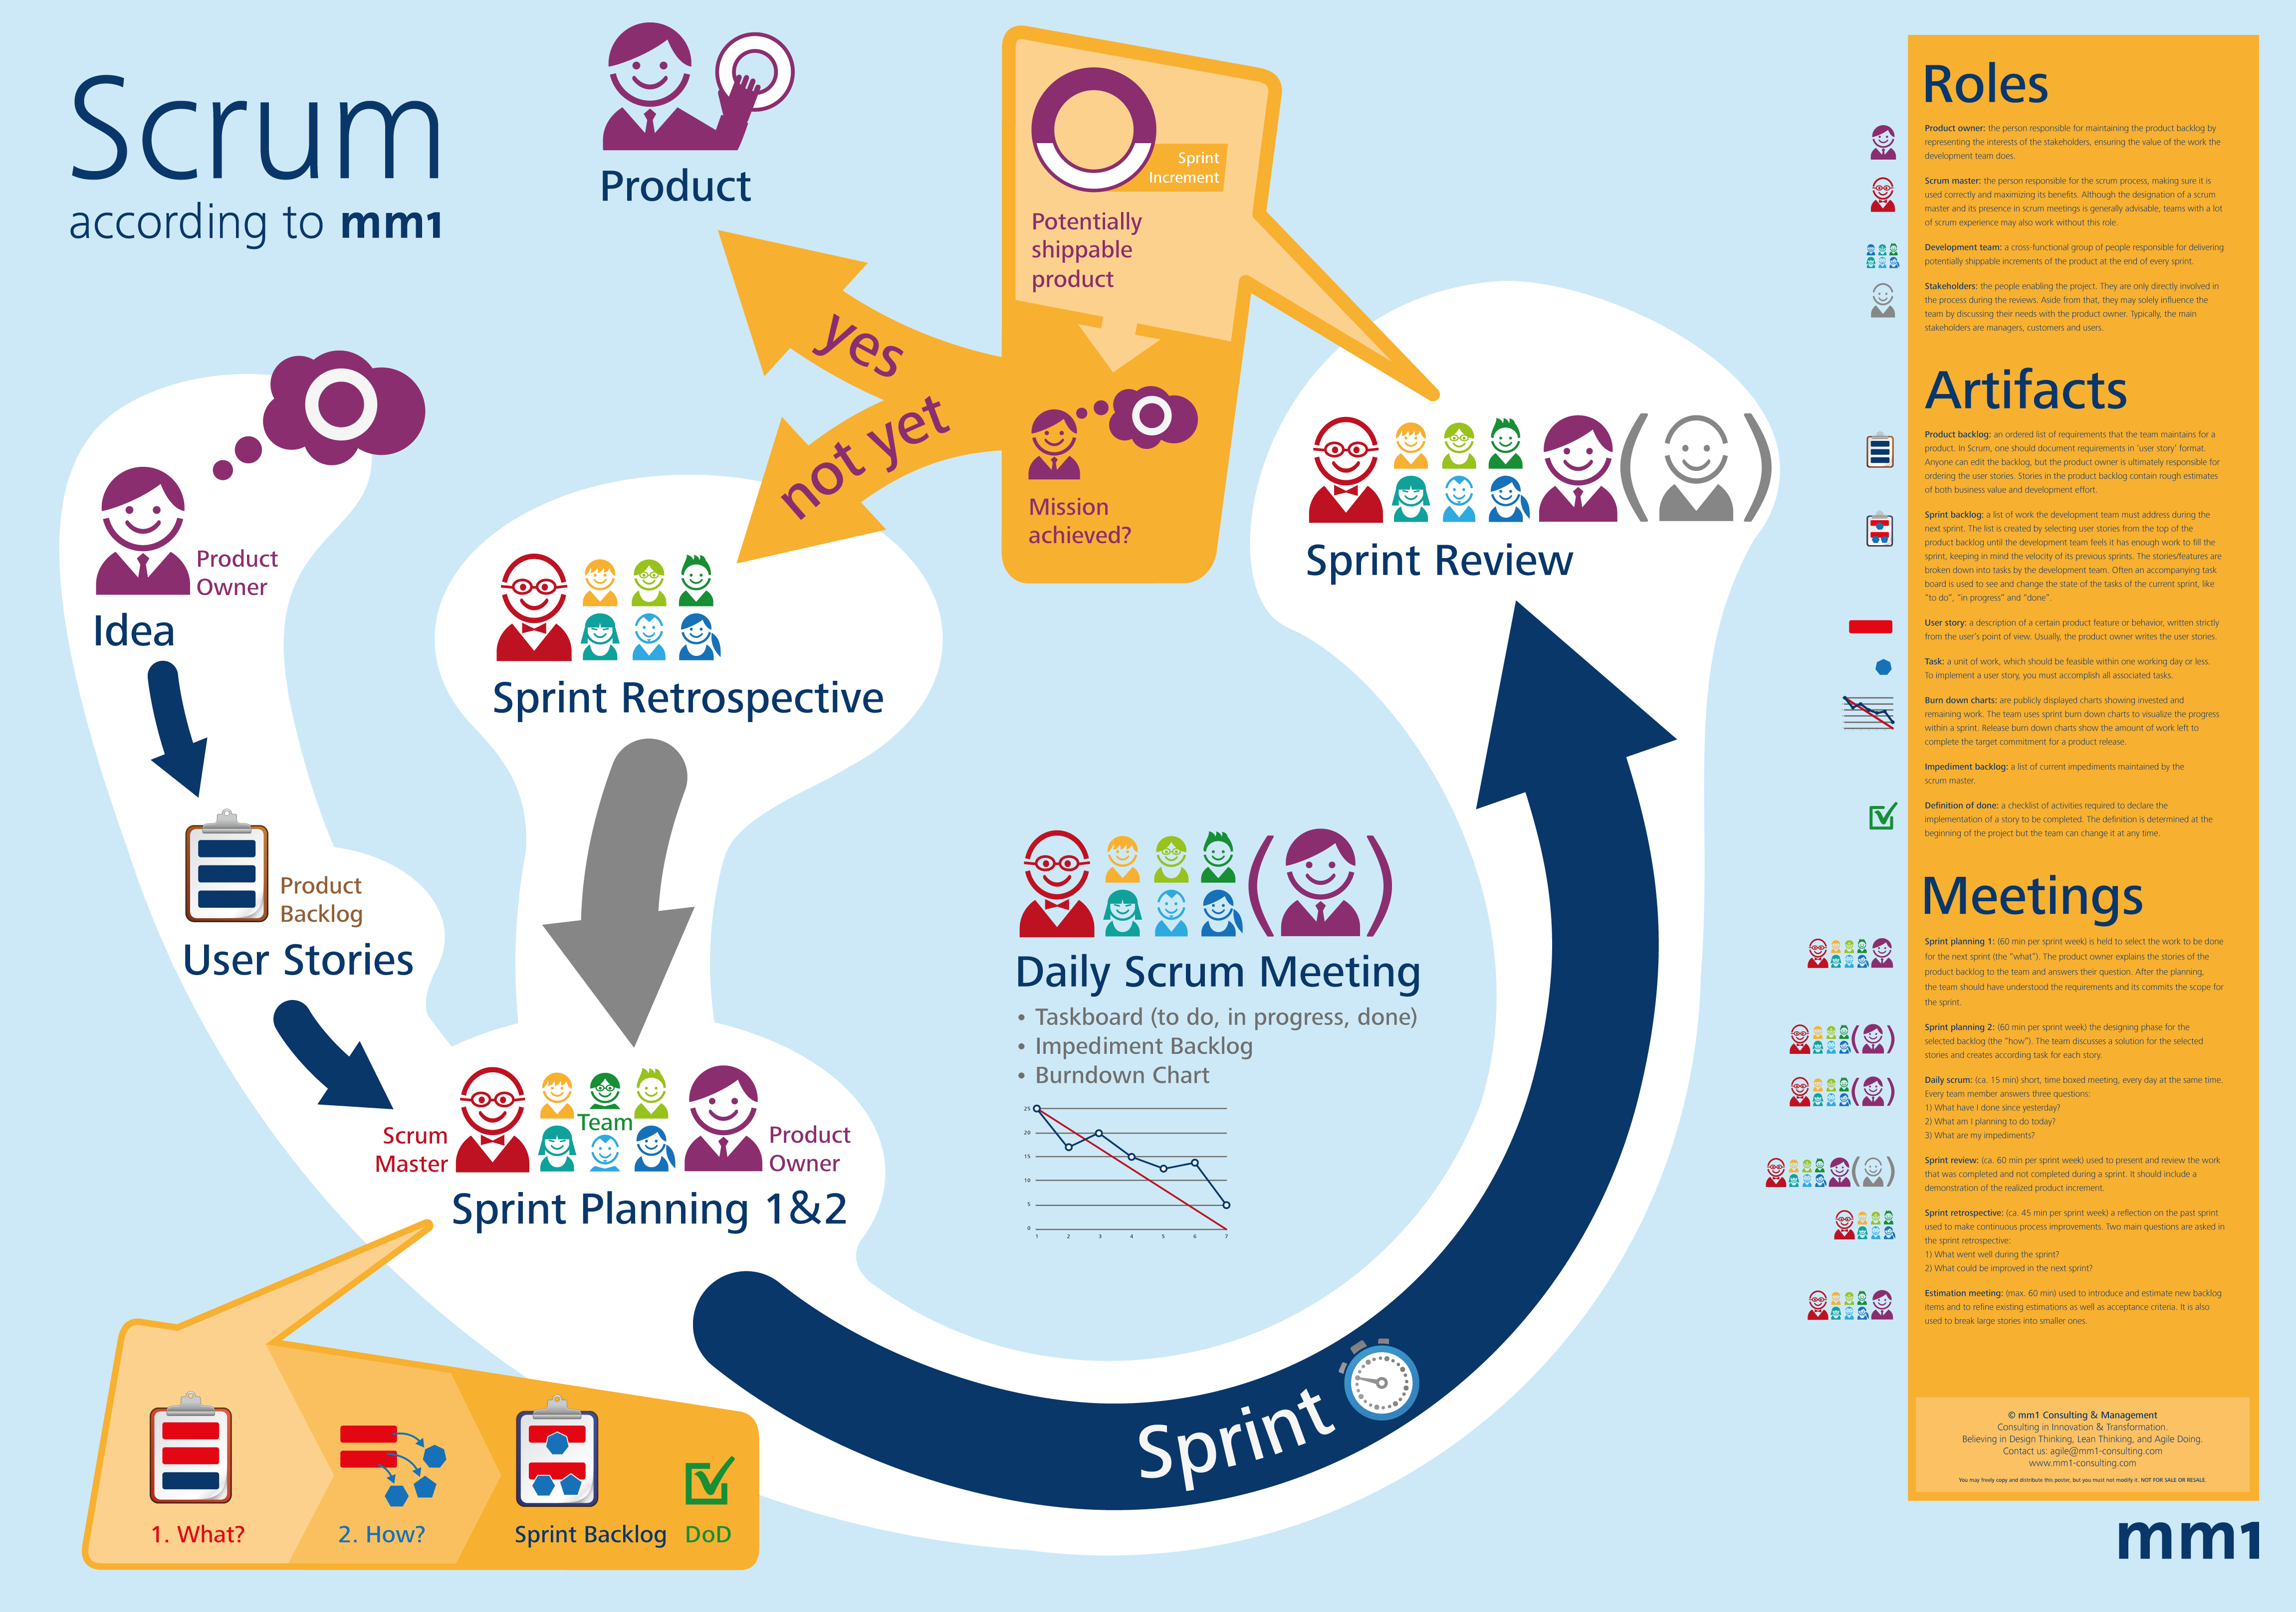 Scrum
according to mm1
Product
Sprint
Increment
Potentially
shippable
product
yes
not yet
Mission
achieved?
Product
Owner
Idea
Sprint Retrospective
Sprint Review
Product
Backlog
User Stories
Daily Scrum Meeting
• Taskboard (to do, in progress, done)
• Impediment Backlog
• Burndown Chart
25
20
15
10
5
0
1 2 3 4 5 6 7
Scrum
Master
Team
Product
Owner
Sprint Planning 1&2
Sprint
1. What?
2. How?
Sprint Backlog
DoD
Roles
Product owner: the person responsible for maintaining the product backlog by
representing the interests of the stakeholders, ensuring the value of the work the
development team does.
Scrum master: the person responsible for the scrum process, making sure it is
used correctly and maximizing its benefits. Although the designation of a scrum
master and its presence in scrum meetings is generally advisable, teams with a lot
of scrum experience may also work without this role.
Development team: a cross-functional group of people responsible for delivering
potentially shippable increments of the product at the end of every sprint.
Stakeholders: the people enabling the project. They are only directly involved in
the process during the reviews. Aside from that, they may solely influence the
team by discussing their needs with the product owner. Typically, the main
stakeholders are managers, customers and users.
Artifacts
Product backlog: an ordered list of requirements that the team maintains for a
product. In Scrum, one should document requirements in ‘user story’ format.
Anyone can edit the backlog, but the product owner is ultimately responsible for
ordering the user stories. Stories in the product backlog contain rough estimates
of both business value and development effort.
Sprint backlog: a list of work the development team must address during the
next sprint. The list is created by selecting user stories from the top of the
product backlog until the development team feels it has enough work to fill the
sprint, keeping in mind the velocity of its previous sprints. The stories/features are
broken down into tasks by the development team. Often an accompanying task
board is used to see and change the state of the tasks of the current sprint, like
“to do”, “in progress” and “done”.
User story: a description of a certain product feature or behavior, written strictly
from the user’s point of view. Usually, the product owner writes the user stories.
Task: a unit of work, which should be feasible within one working day or less.
To implement a user story, you must accomplish all associated tasks.
Burn down charts: are publicly displayed charts showing invested and
remaining work. The team uses sprint burn down charts to visualize the progress
within a sprint. Release burn down charts show the amount of work left to
complete the target commitment for a product release.
Impediment backlog: a list of current impediments maintained by the
scrum master.
Definition of done: a checklist of activities required to declare the
implementation of a story to be completed. The definition is determined at the
beginning of the project but the team can change it at any time.
Meetings
Sprint planning 1: (60 min per sprint week) is held to select the work to be done
for the next sprint (the “what”). The product owner explains the stories of the
product backlog to the team and answers their question. After the planning,
the team should have understood the requirements and its commits the scope for
the sprint.
Sprint planning 2: (60 min per sprint week) the designing phase for the
selected backlog (the “how”). The team discusses a solution for the selected
stories and creates according task for each story.
Daily scrum: (ca. 15 min) short, time boxed meeting, every day at the same time.
Every team member answers three questions:
1) What have I done since yesterday?
2) What am I planning to do today?
3) What are my impediments?
Sprint review: (ca. 60 min per sprint week) used to present and review the work
that was completed and not completed during a sprint. It should include a
demonstration of the realized product increment.
Sprint retrospective: (ca. 45 min per sprint week) a reflection on the past sprint
used to make continuous process improvements. Two main questions are asked in
the sprint retrospective:
1) What went well during the sprint?
2) What could be improved in the next sprint?
Estimation meeting: (max. 60 min) used to introduce and estimate new backlog
items and to refine existing estimations as well as acceptance criteria. It is also
used to break large stories into smaller ones.
© mm1 Consulting & Management
Consulting in Innovation & Transformation.
Believing in Design Thinking, Lean Thinking, and Agile Doing.
Contact us: agile@mm1-consulting.com
www.mm1-consulting.com
You may freely copy and distribute this poster, but you must not modify it. NOT FOR SALE OR RESALE.
mm1